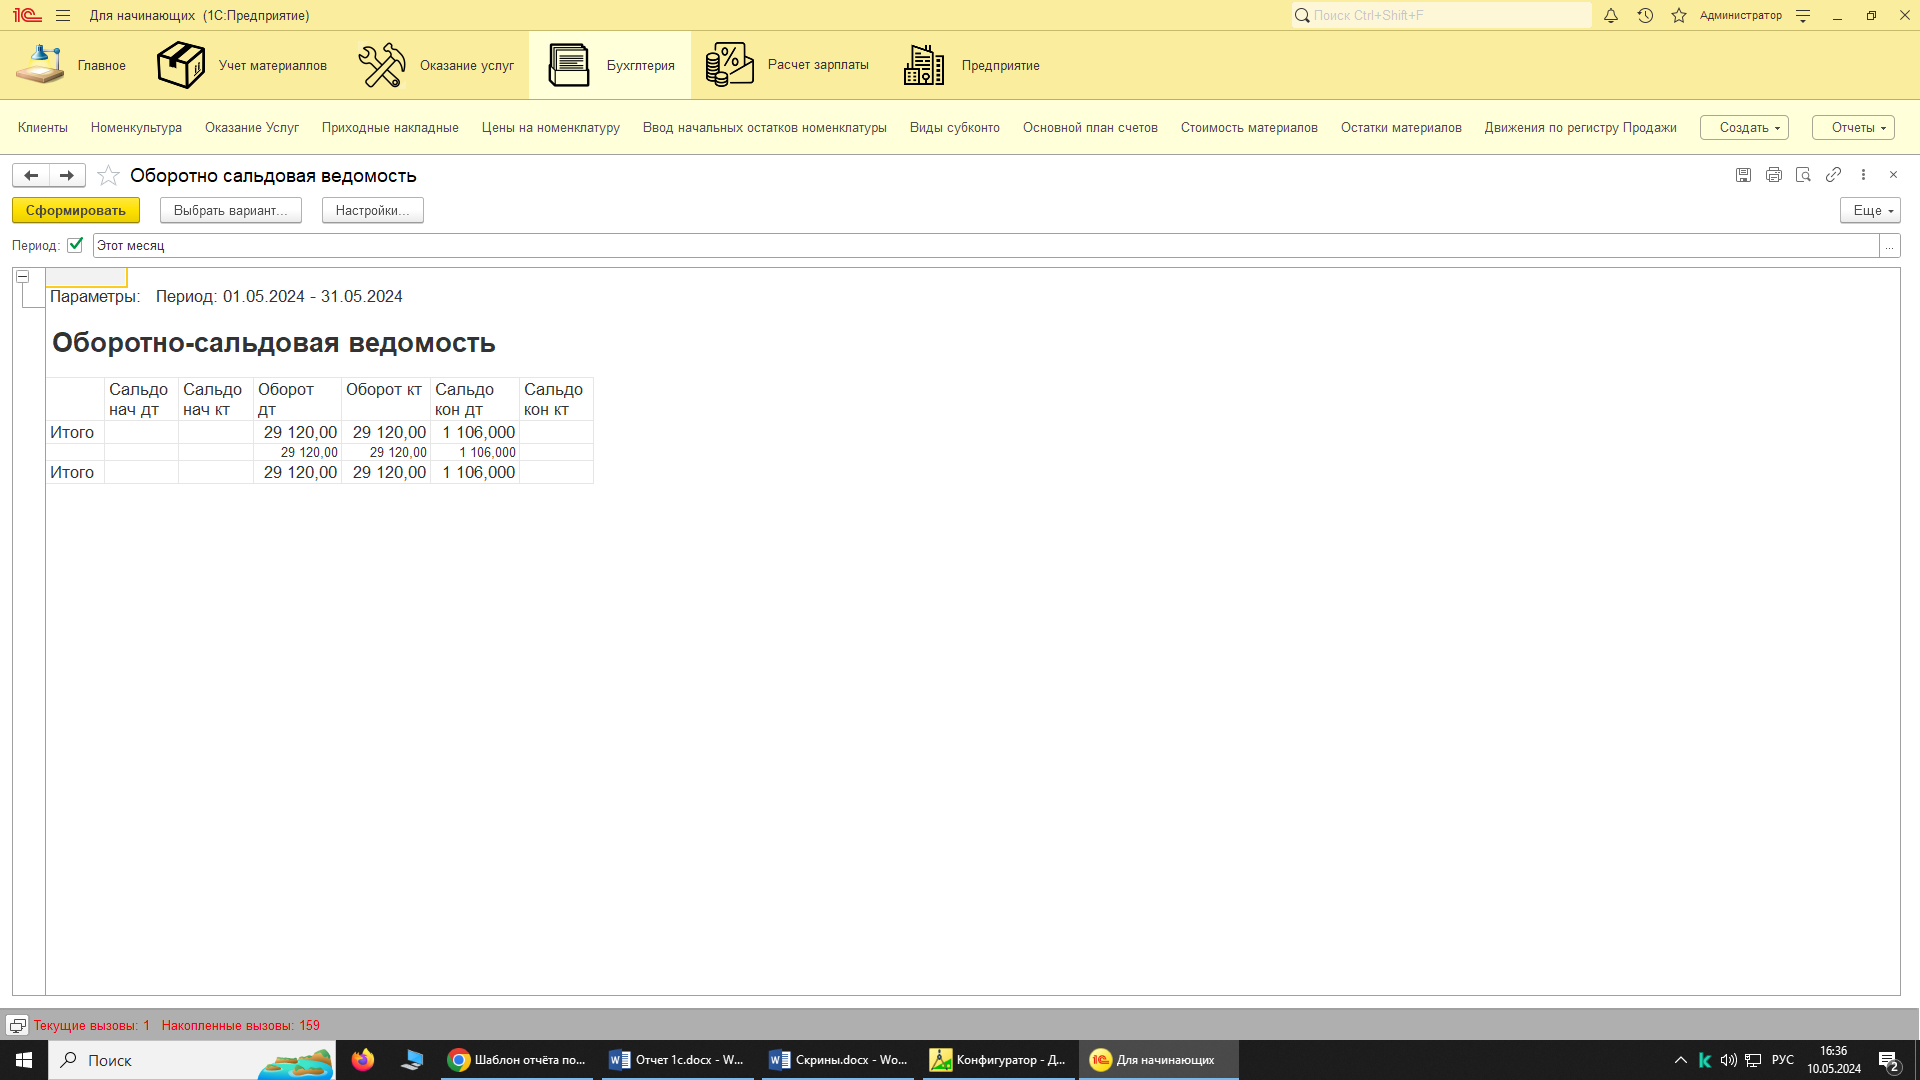 Для начинающих (1С:Предприятие)
Поиск Ctrl+Shift+F
Администратор
Главное
Учет материаллов
Оказание услуг
Бухглтерия
Расчет зарплаты
Предприятие
Клиенты Номенкультура Оказание Услуг Приходные накладные Цены на номенклатуру Ввод начальных остатков номенклатуры Виды субконто Основной план счетов Стоимость материалов Остатки материалов Движения по регистру Продажи Создать Отчеты
Оборотно сальдовая ведомость
Сформировать Выбрать вариант... Настройки... Еще
Период: Этот месяц ...
Параметры: Период: 01.05.2024 - 31.05.2024
Оборотно-сальдовая ведомость
Сальдо нач дт Сальдо нач кт Оборот дт Оборот кт Сальдо кон дт Сальдо кон кт
Итого 29 120,00 29 120,00 1 106,000
29 120,00 29 120,00 1 106,000
Итого 29 120,00 29 120,00 1 106,000
Текущие вызовы: 1 Накопленные вызовы: 159
Поиск
Шаблон отчёта по...
Отчет 1с.docx - W...
Скрины.docx - Wo...
Конфигуратор - Д...
Для начинающих
РУС
16:36
10.05.2024
2